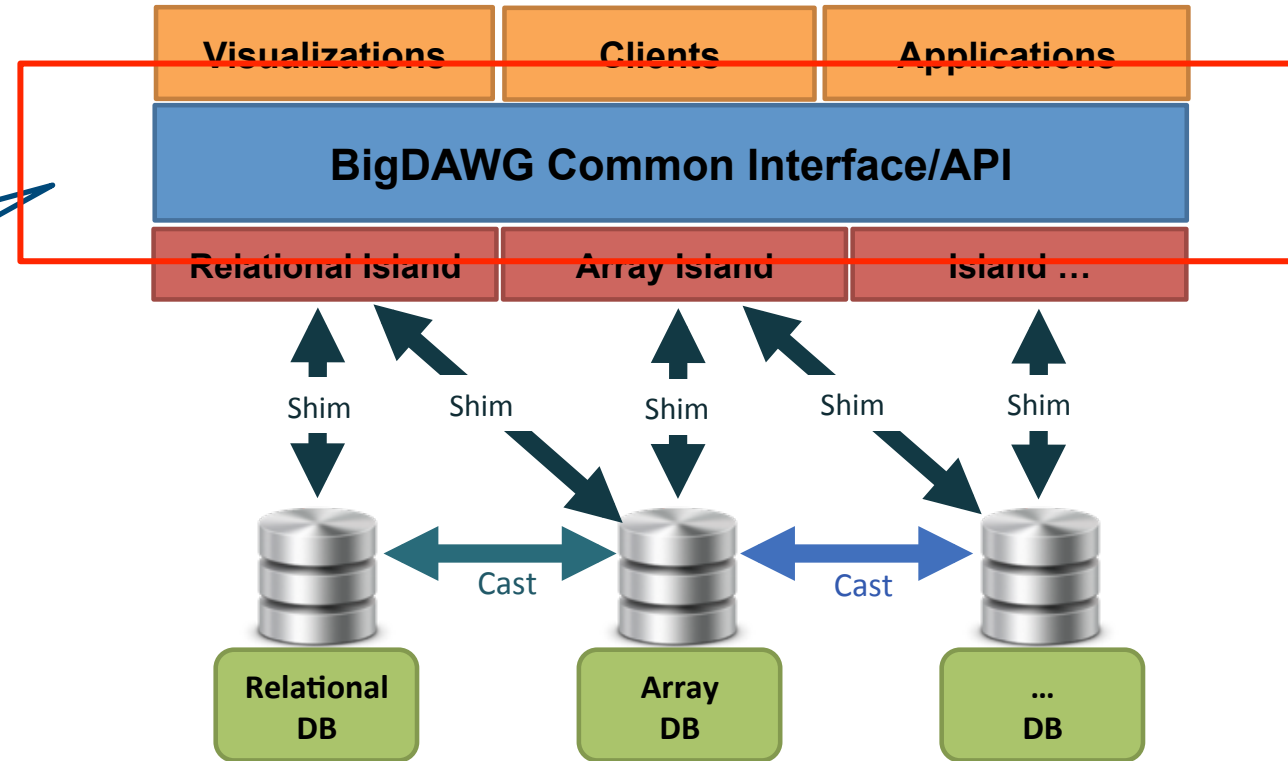 Visualizations
Clients
Applications
BigDAWG Common Interface/API
Relational Island
Array Island
Island …
Shim
Shim
Shim
Shim
Shim
Cast
Cast
Relational
DB
Array
DB
…
DB